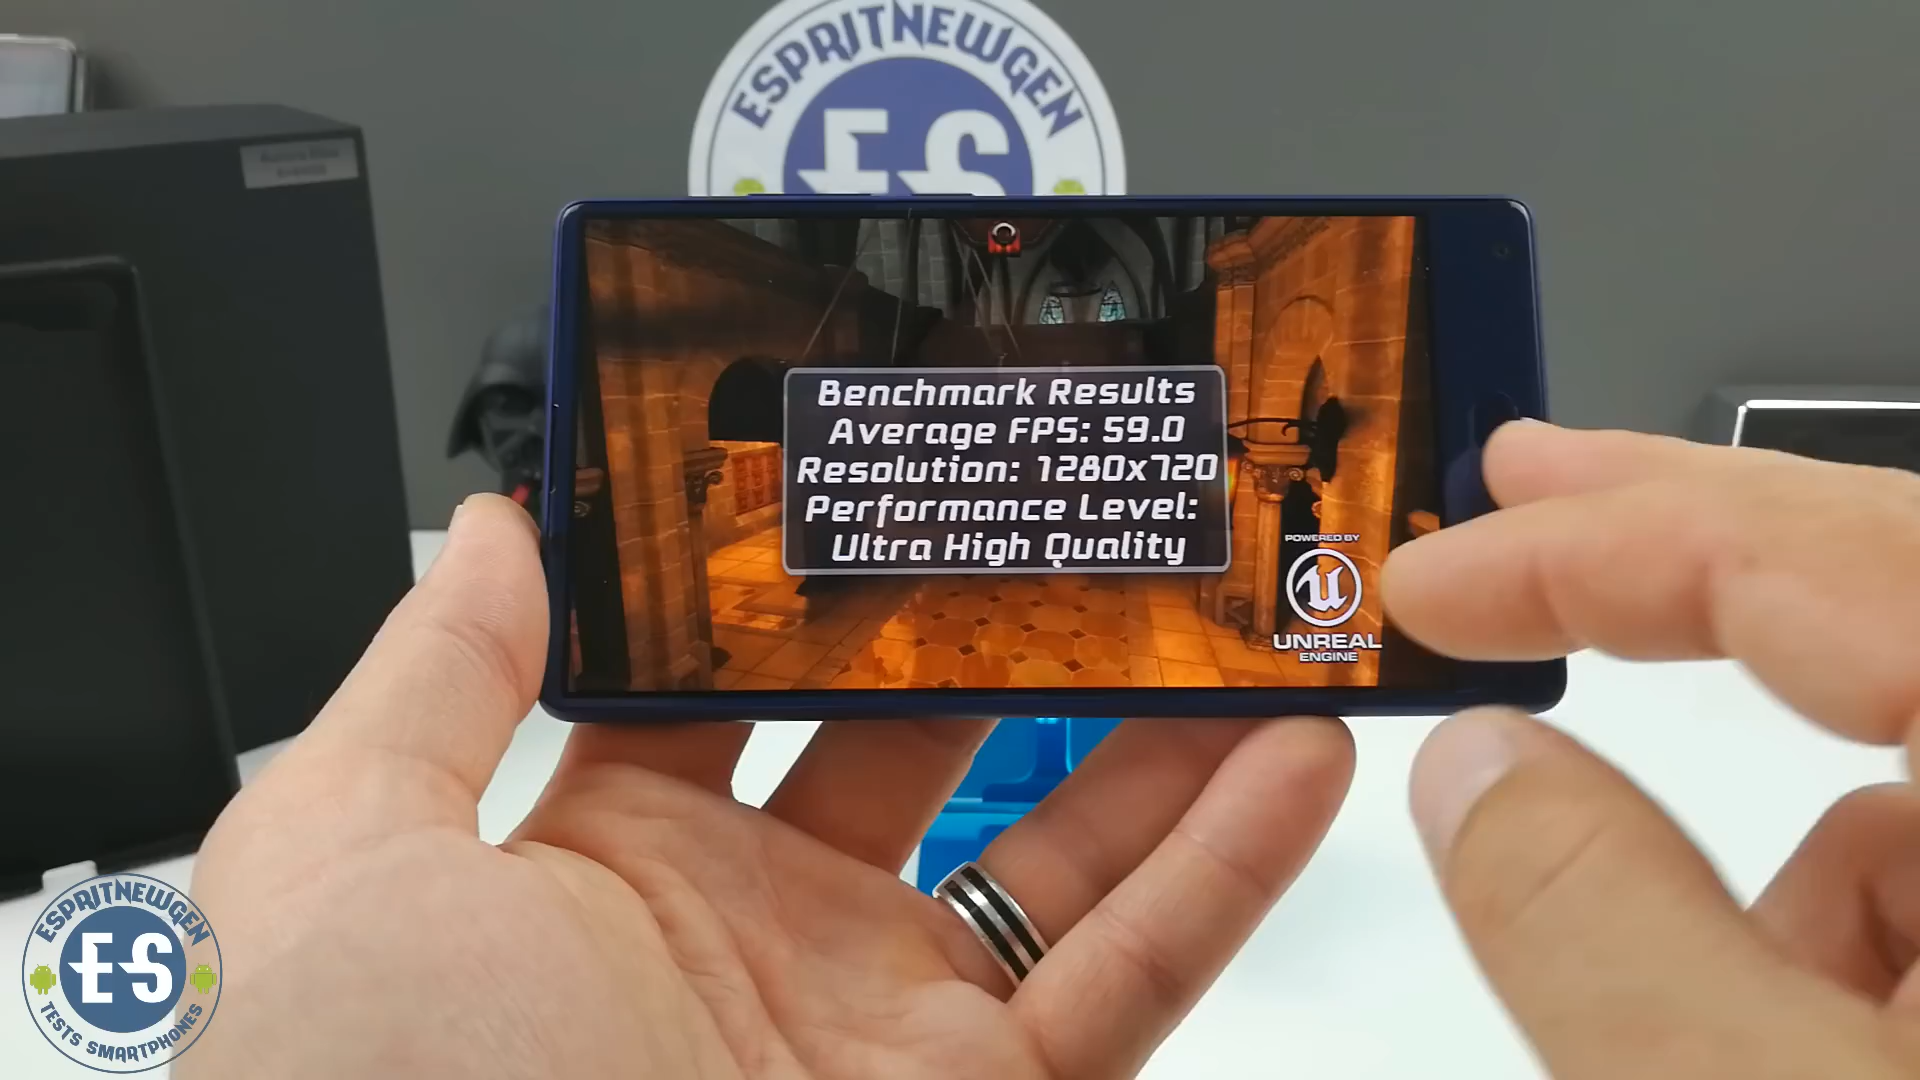 ESPRITNEWGEN
ES
Benchmark Results
Average FPS: 59.0
Resolution: 1280x720
Performance Level:
Ultra High Quality
POWERED BY
UNREAL
ENGINE
ESPRITNEWGEN
ES
TESTS SMARTPHONES